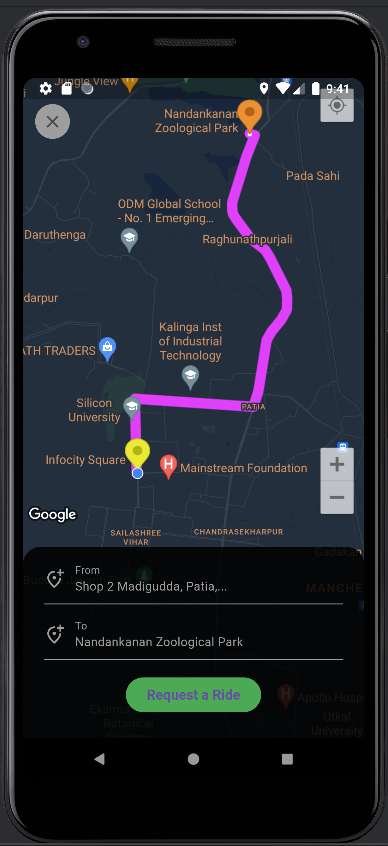 Jungle View
9:41
Nandankanan
Zoological Park
Pada Sahi
ODM Global School
- No. 1 Emerging...
Daruthenga
Raghunathpurjali
darpur
Kalinga Inst
of Industrial
Technology
ATH TRADERS
Silicon
University
PATIA
Infocity Square
Mainstream Foundation
Google
SAILASHREE
VIHAR
CHANDRASEKHARPUR
Gadakan
From
Shop 2 Madigudda, Patia,...
MANCHE
To
Nandankanan Zoological Park
Request a Ride
Apollo Hosp
Ekamra
Botanical
Gardens
Utkal
University